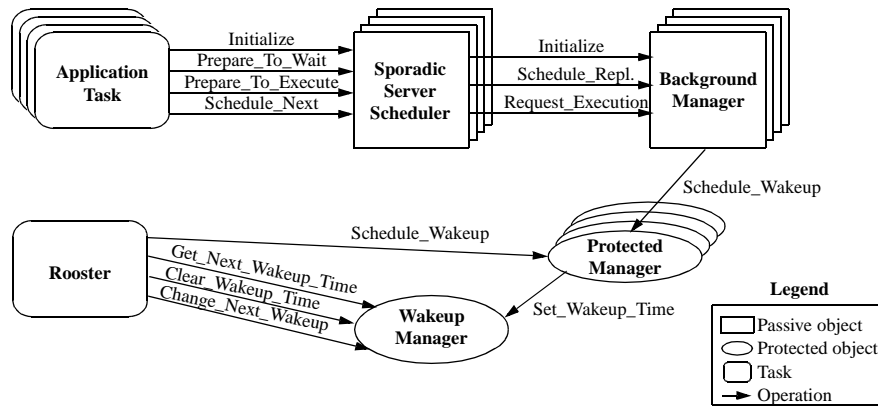 Initialize
Prepare_To_Wait
Prepare_To_Execute
Schedule_Next
Application
Task
Sporadic
Server
Scheduler
Initialize
Schedule_Repl.
Request_Execution
Background
Manager
Schedule_Wakeup
Schedule_Wakeup
Protected
Manager
Rooster
Get_Next_Wakeup_Time
Clear_Wakeup_Time
Change_Next_Wakeup
Wakeup
Manager
Set_Wakeup_Time
Legend
Passive object
Protected object
Task
Operation